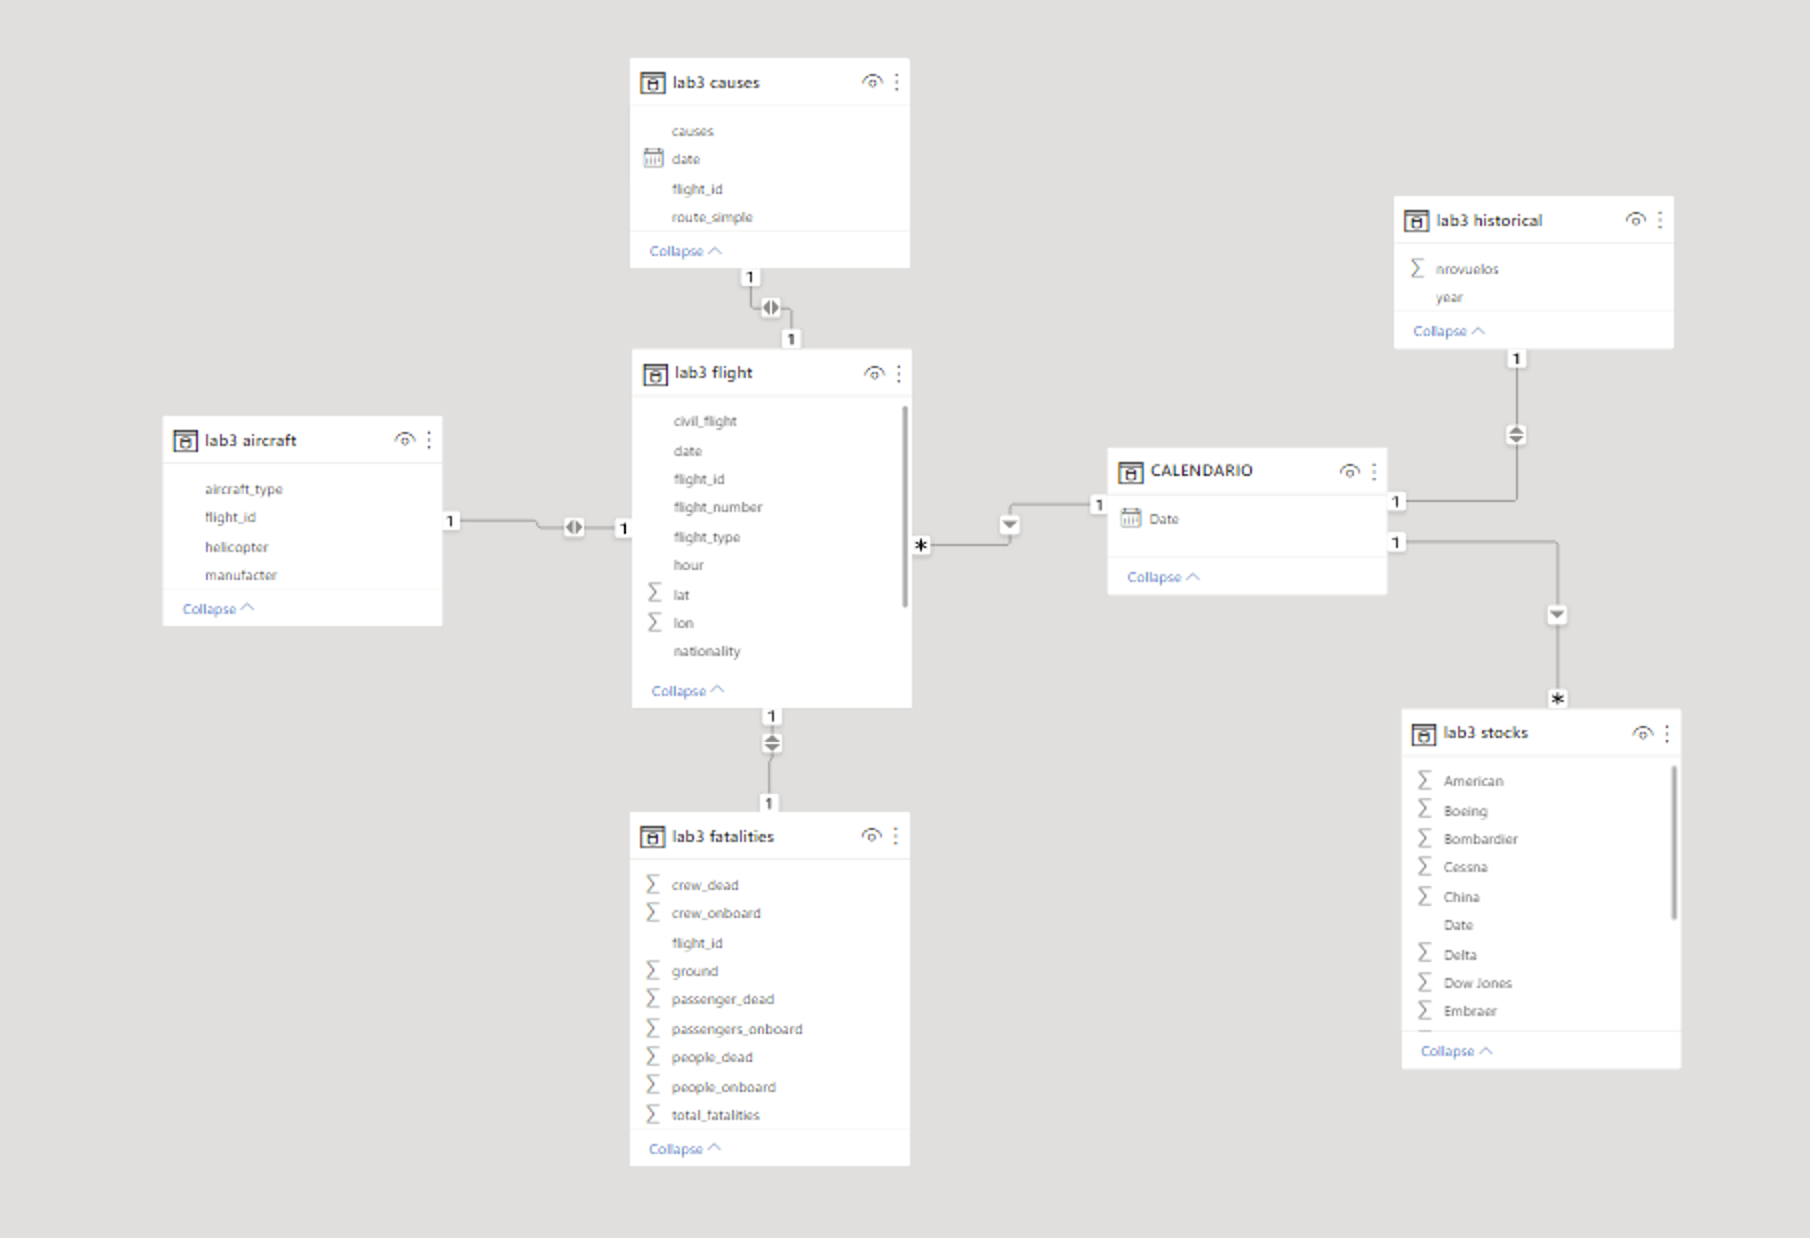 lab3 causes
causes
date
flight_id
route_simple
Collapse
1
1
lab3 flight
civil_flight
date
flight_id
flight_number
flight_type
hour
lat
lon
nationality
Collapse
lab3 aircraft
aircraft_type
flight_id
helicopter
manufacter
Collapse
1
1
*
1
CALENDARIO
Date
Collapse
1
1
lab3 historical
nrovuelos
year
Collapse
1
*
lab3 stocks
American
Boeing
Bombardier
Cessna
China
Date
Delta
Dow Jones
Embraer
Collapse
1
1
lab3 fatalities
crew_dead
crew_onboard
flight_id
ground
passenger_dead
passengers_onboard
people_dead
people_onboard
total_fatalities
Collapse